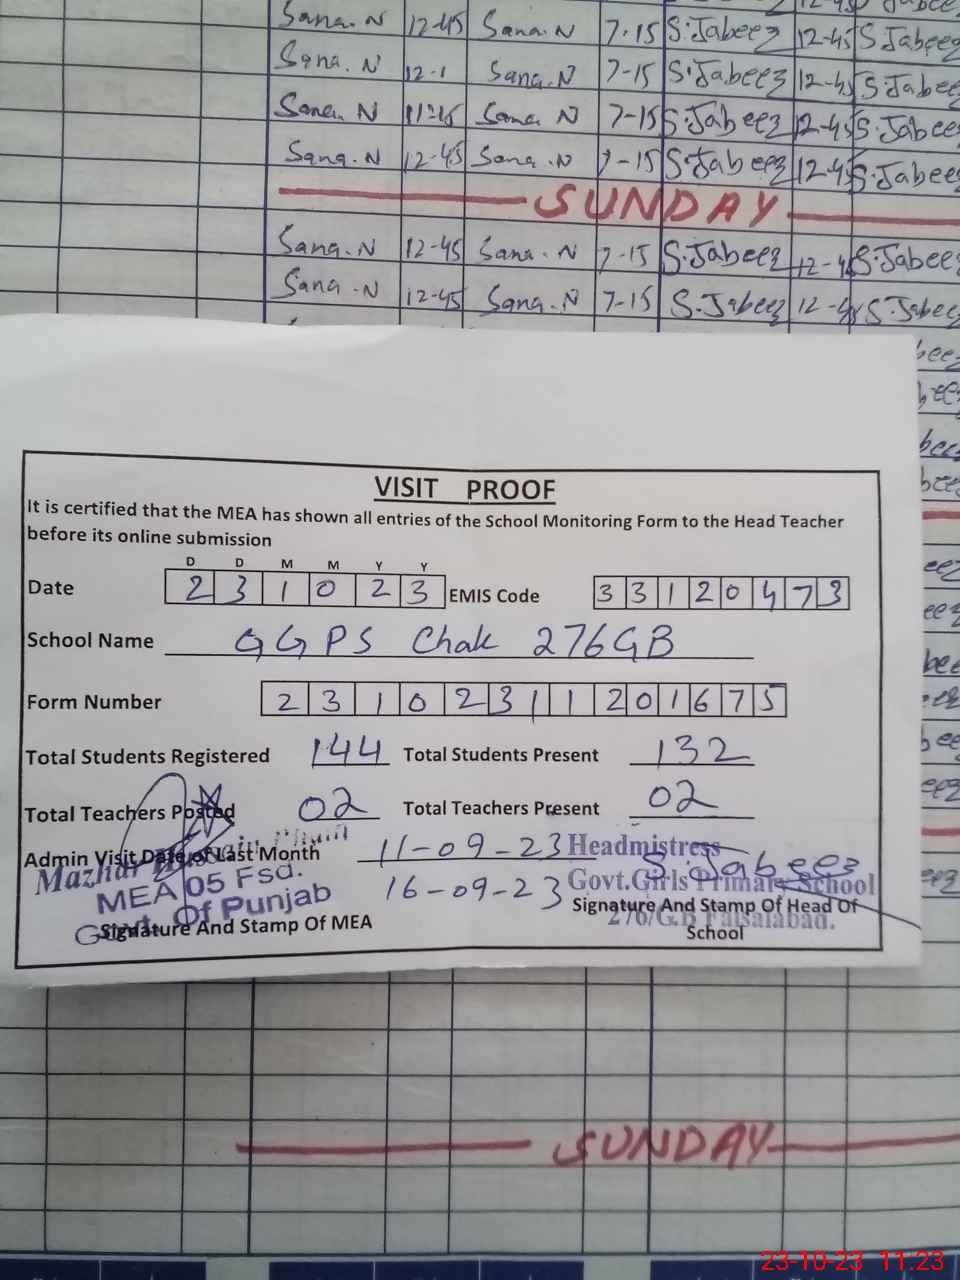 Sana. N 12-45 Sana. N 7-15 S.Jabeez 12-45 S Jabeez
Sana. N 12-1 Sana. N 7-15 S.Jabeez 12-45 S.Jabeez
Sana. N 11-15 Sana. N 7-15 S.Jabeez 12-45 S.Jabeez
Sana. N 12-45 Sana. N 7-15 S.Jabeez 12-45 S.Jabeez
SUNDAY
Sana. N 12-45 Sana. N 7-15 S.Jabeez 12-45 S.Jabeez
Sana. N 12-45 Sana. N 7-15 S.Jabeez 12-45 S.Jabeez
VISIT PROOF
It is certified that the MEA has shown all entries of the School Monitoring Form to the Head Teacher
before its online submission
D D M M Y Y
Date 2 3 1 0 2 3 EMIS Code 3 3 1 2 0 4 7 3
School Name GGPS Chak 276GB
Form Number 2 3 1 0 2 3 1 1 2 0 1 6 7 5
Total Students Registered 144 Total Students Present 132
Total Teachers Posted 02 Total Teachers Present 02
Admin Visit Date of Last Month 11-09-23 Headmistress
S.Jabeez
Mazhar Hussain
MEA 05 Fsd. 16-09-23 Govt.Girls Primary School
Govt. Of Punjab Signature And Stamp Of Head Of
Signature And Stamp Of MEA 276/G.B Faisalabad.
School
SUNDAY
23-10-23 11:23